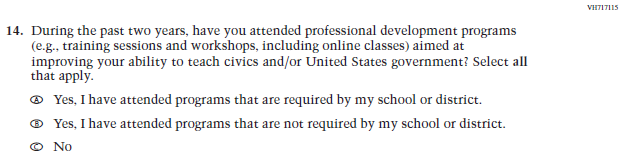 VH717115
14. During the past two years, have you attended professional development programs
(e.g., training sessions and workshops, including online classes) aimed at
improving your ability to teach civics and/or United States government? Select all
that apply.
Ⓐ Yes, I have attended programs that are required by my school or district.
Ⓑ Yes, I have attended programs that are not required by my school or district.
Ⓒ No